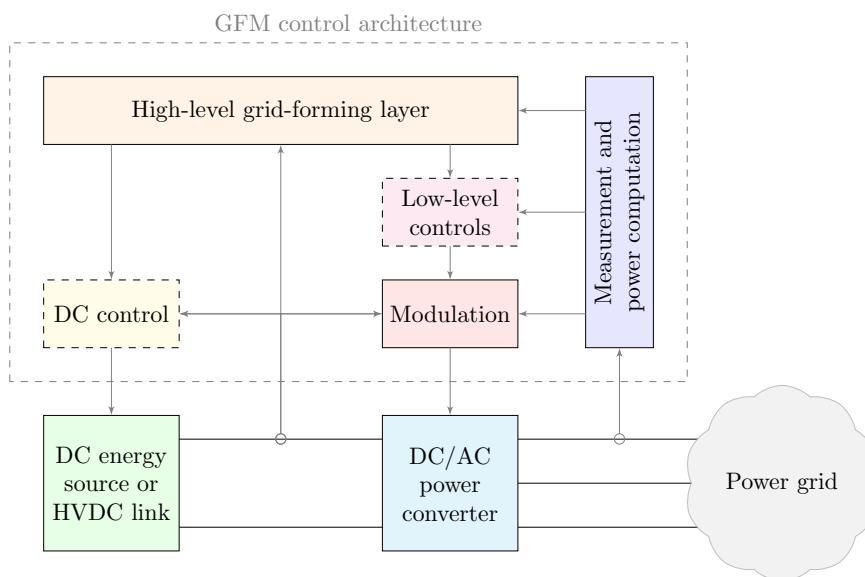 GFM control architecture
High-level grid-forming layer
Measurement and
power computation
Low-level
controls
DC control
Modulation
DC energy
source or
HVDC link
DC/AC
power
converter
Power grid